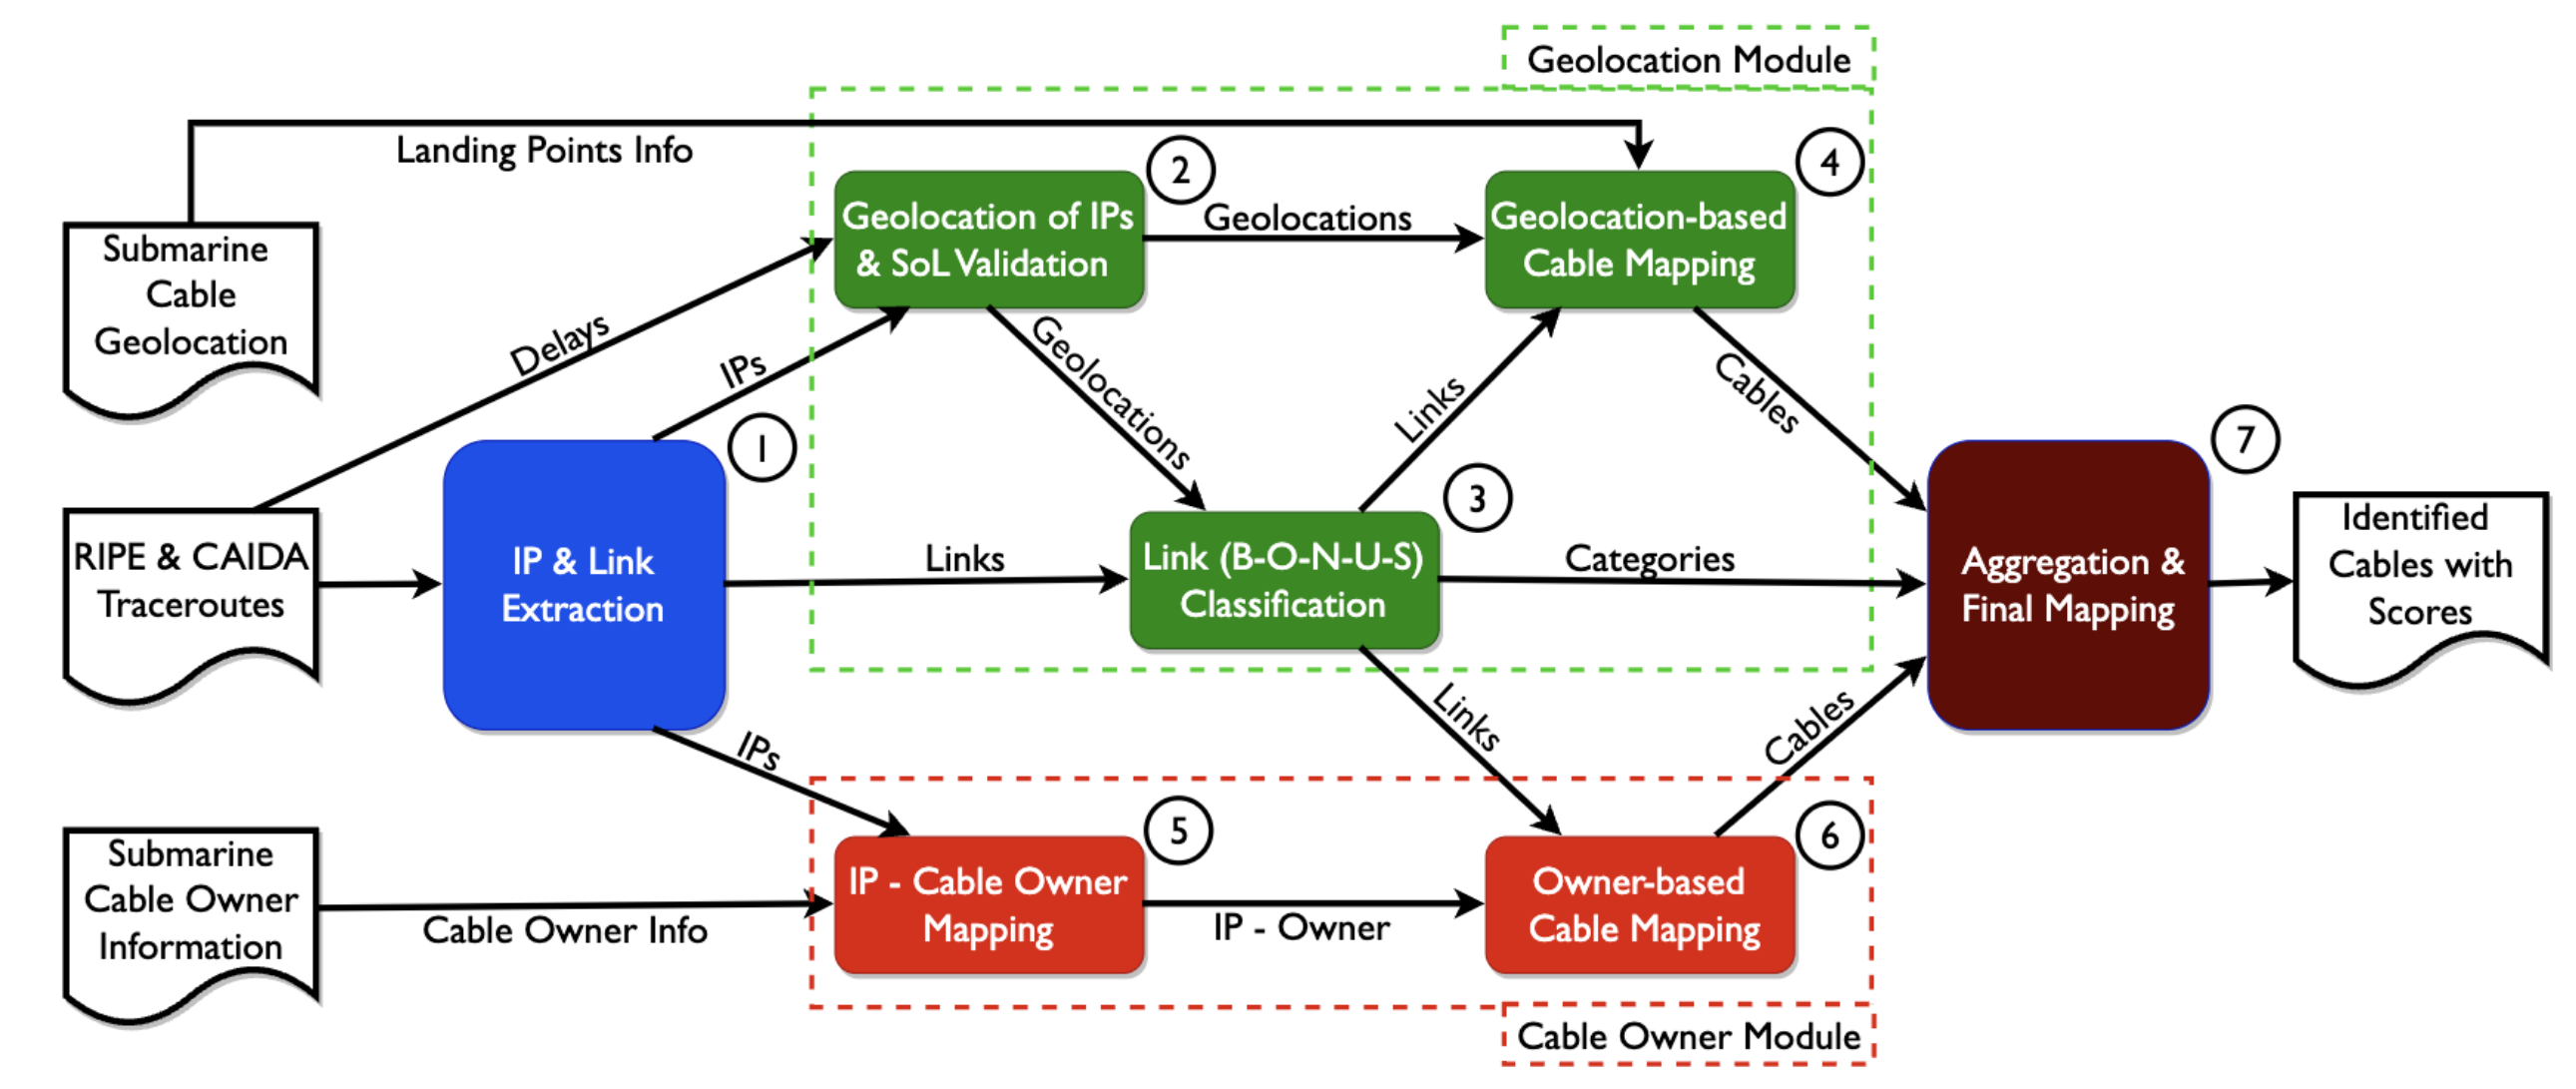 Geolocation Module
Landing Points Info
2
4
Submarine
Cable
Geolocation
Geolocation of IPs
& SoL Validation
Geolocations
Geolocation-based
Cable Mapping
Delays
IPs
Geolocations
Links
Cables
1
3
7
RIPE & CAIDA
Traceroutes
IP & Link
Extraction
Links
Link (B-O-N-U-S)
Classification
Categories
Aggregation &
Final Mapping
Identified
Cables with
Scores
IPs
Links
Cables
5
6
Submarine
Cable Owner
Information
Cable Owner Info
IP - Cable Owner
Mapping
IP - Owner
Owner-based
Cable Mapping
Cable Owner Module